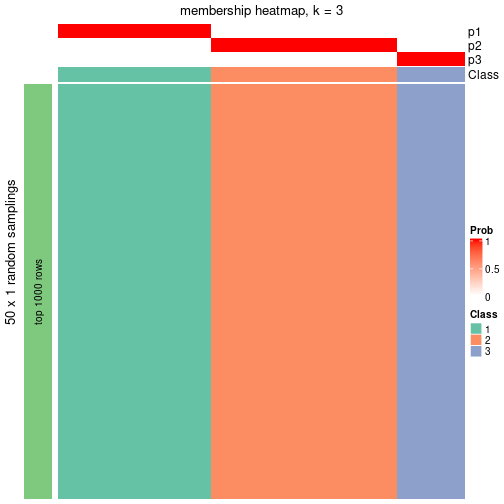 membership heatmap, k = 3
p1
p2
p3
Class
50 x 1 random samplings
top 1000 rows
Prob
1
0.5
0
Class
1
2
3